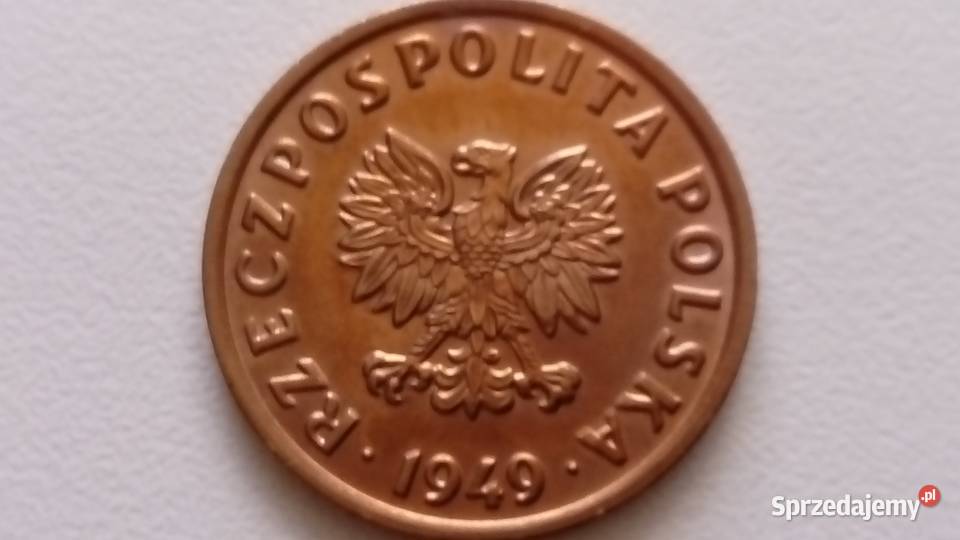 RZECZPOSPOLITA POLSKA
· 1949 ·
Sprzedajemy.pl